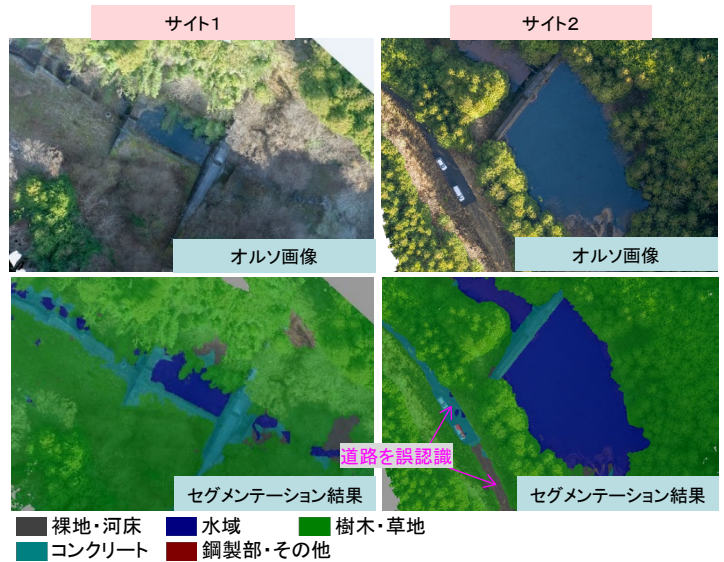 サイト1
サイト2
オルソ画像
オルソ画像
道路を誤認識
セグメンテーション結果
セグメンテーション結果
裸地・河床
水域
樹木・草地
コンクリート
鋼製部・その他